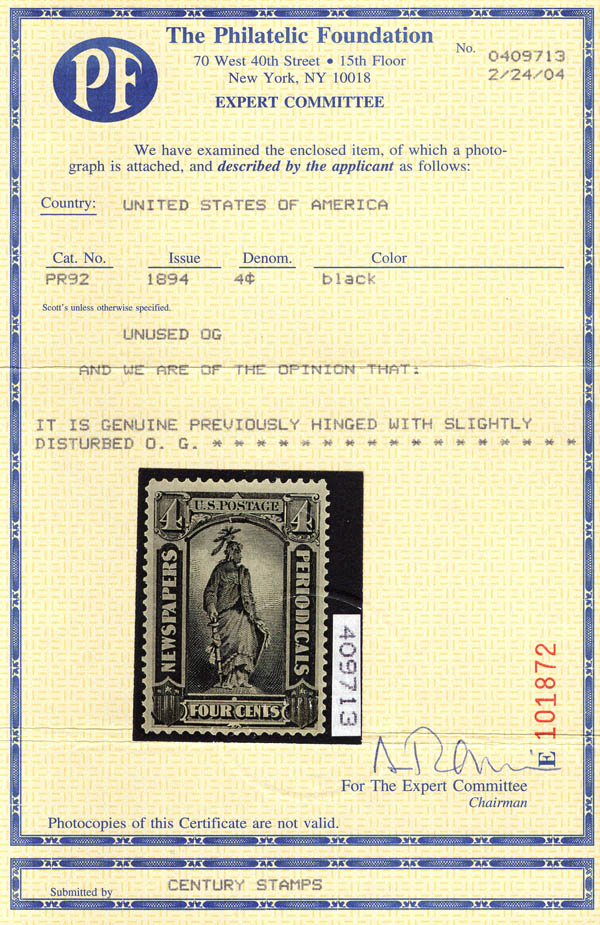 PF
The Philatelic Foundation
70 West 40th Street • 15th Floor
New York, NY 10018
EXPERT COMMITTEE
No. 0409713
2/24/04
We have examined the enclosed item, of which a photo-
graph is attached, and described by the applicant as follows:
Country: UNITED STATES OF AMERICA
Cat. No. Issue Denom. Color
PR92 1894 4¢ black
Scott's unless otherwise specified.
UNUSED OG
AND WE ARE OF THE OPINION THAT:
IT IS GENUINE PREVIOUSLY HINGED WITH SLIGHTLY
DISTURBED O. G. * * * * * * * * * * * * * * * * *
4 U.S. POSTAGE 4
NEWSPAPERS
PERIODICALS
FOUR CENTS
409713
E 101872
For The Expert Committee
Chairman
Photocopies of this Certificate are not valid.
Submitted by CENTURY STAMPS